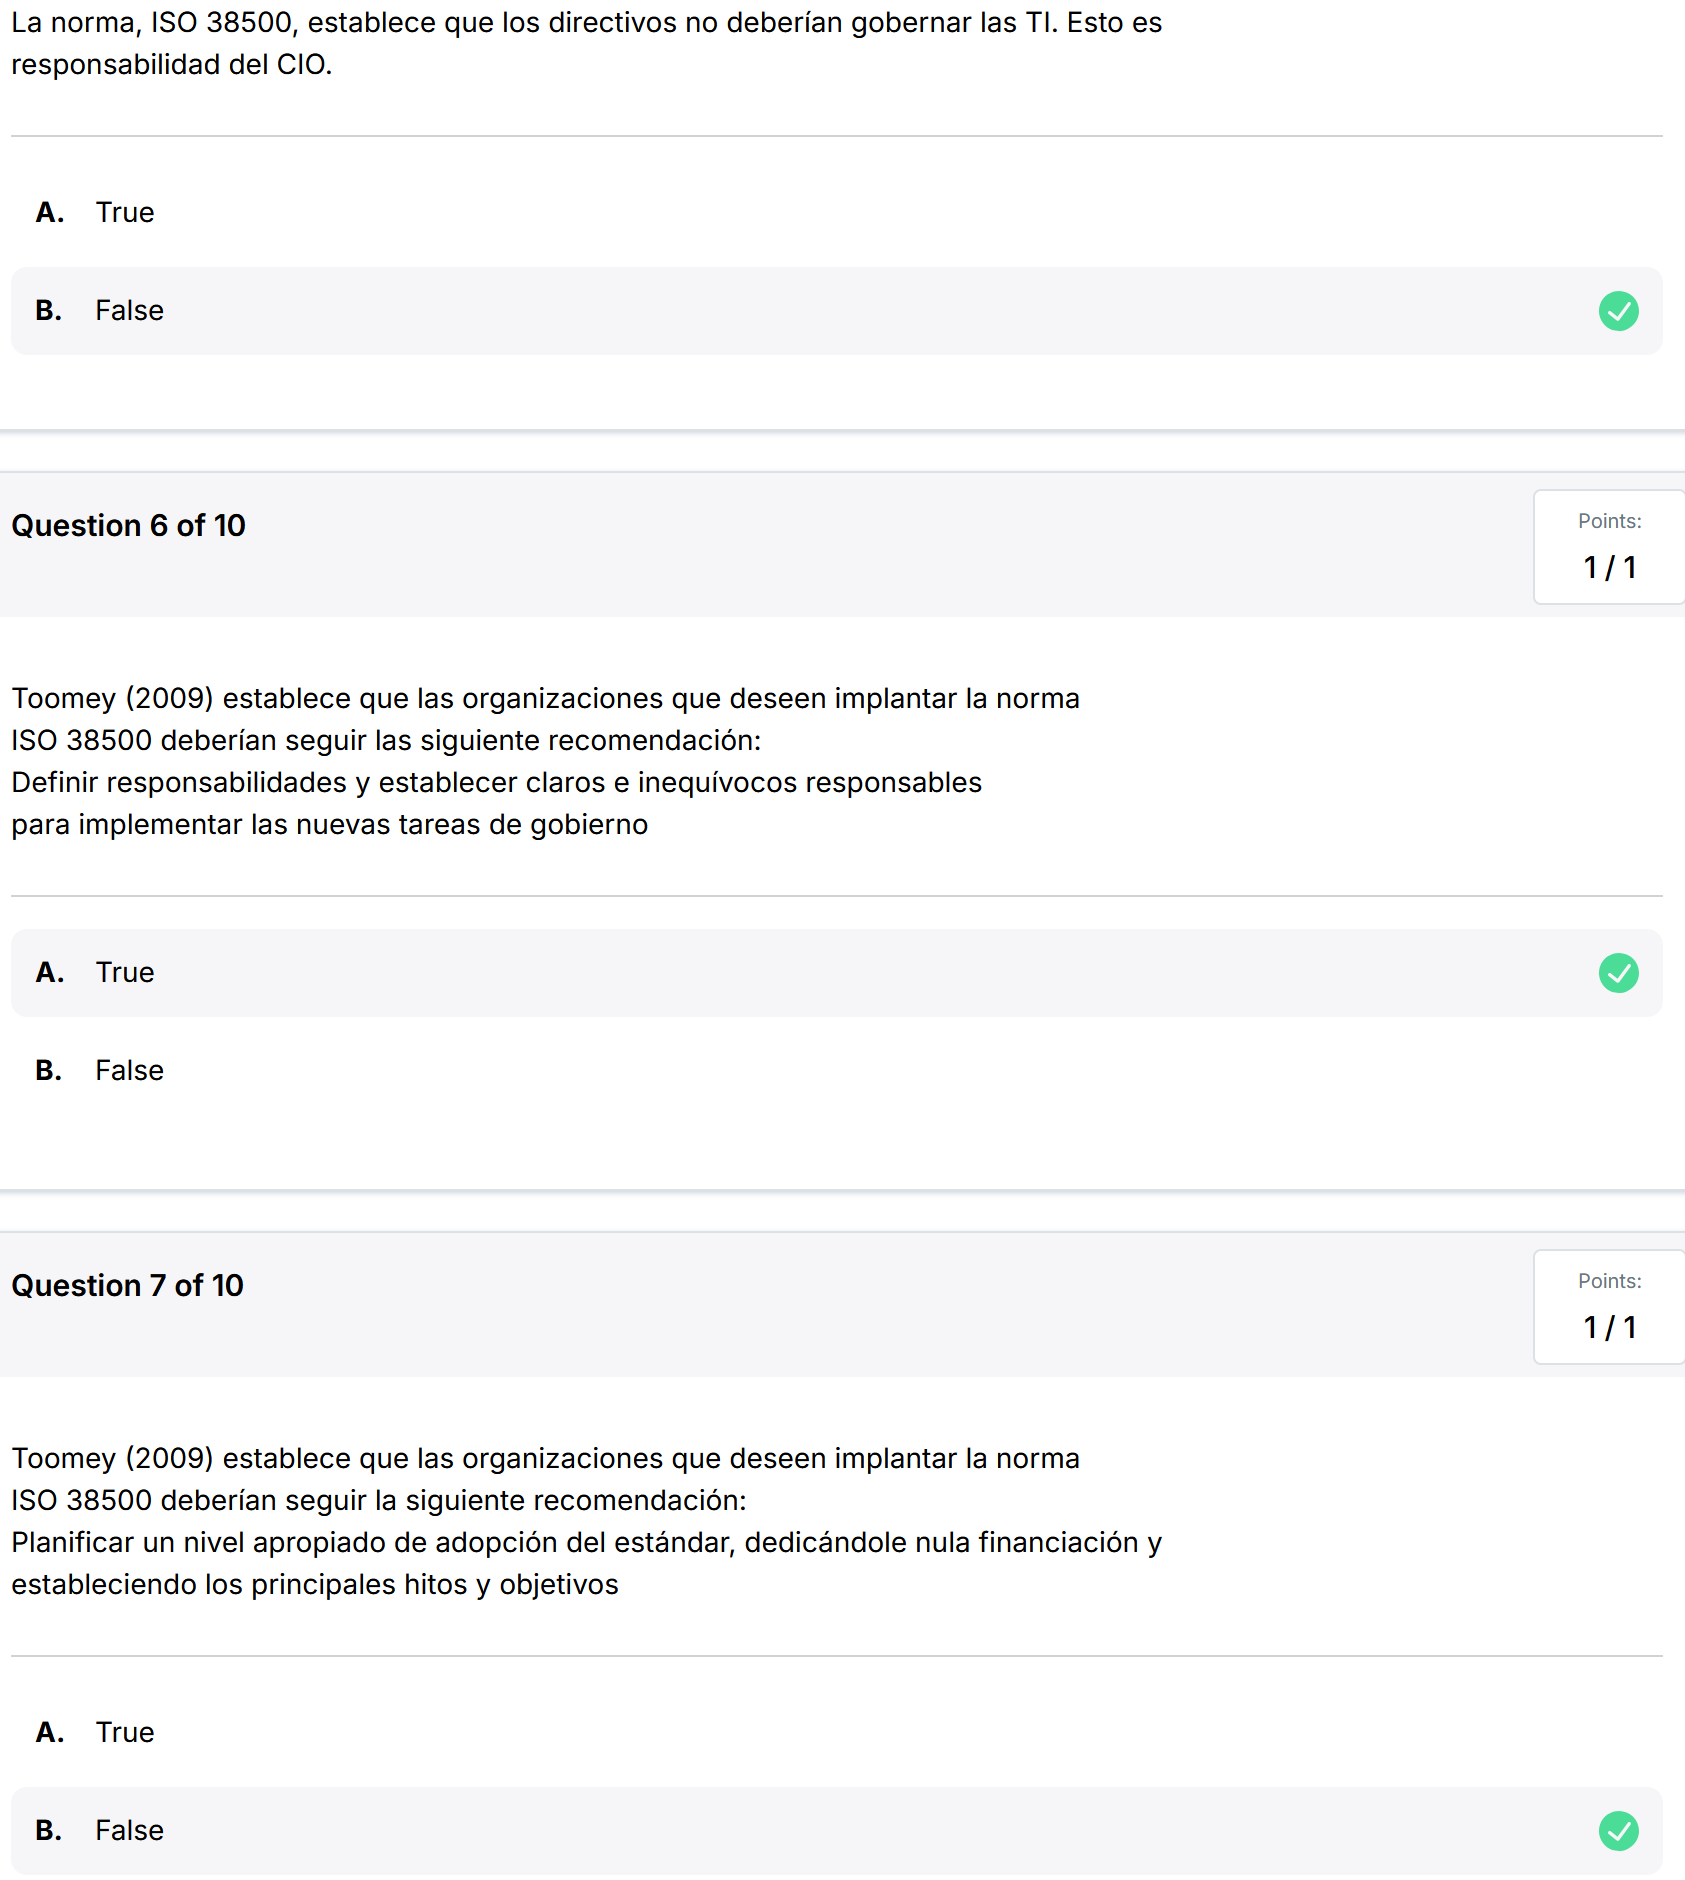 La norma, ISO 38500, establece que los directivos no deberían gobernar las TI. Esto es
responsabilidad del CIO.
A. True
B. False
Question 6 of 10
Points:
1 / 1
Toomey (2009) establece que las organizaciones que deseen implantar la norma
ISO 38500 deberían seguir las siguiente recomendación:
Definir responsabilidades y establecer claros e inequívocos responsables
para implementar las nuevas tareas de gobierno
A. True
B. False
Question 7 of 10
Points:
1 / 1
Toomey (2009) establece que las organizaciones que deseen implantar la norma
ISO 38500 deberían seguir la siguiente recomendación:
Planificar un nivel apropiado de adopción del estándar, dedicándole nula financiación y
estableciendo los principales hitos y objetivos
A. True
B. False